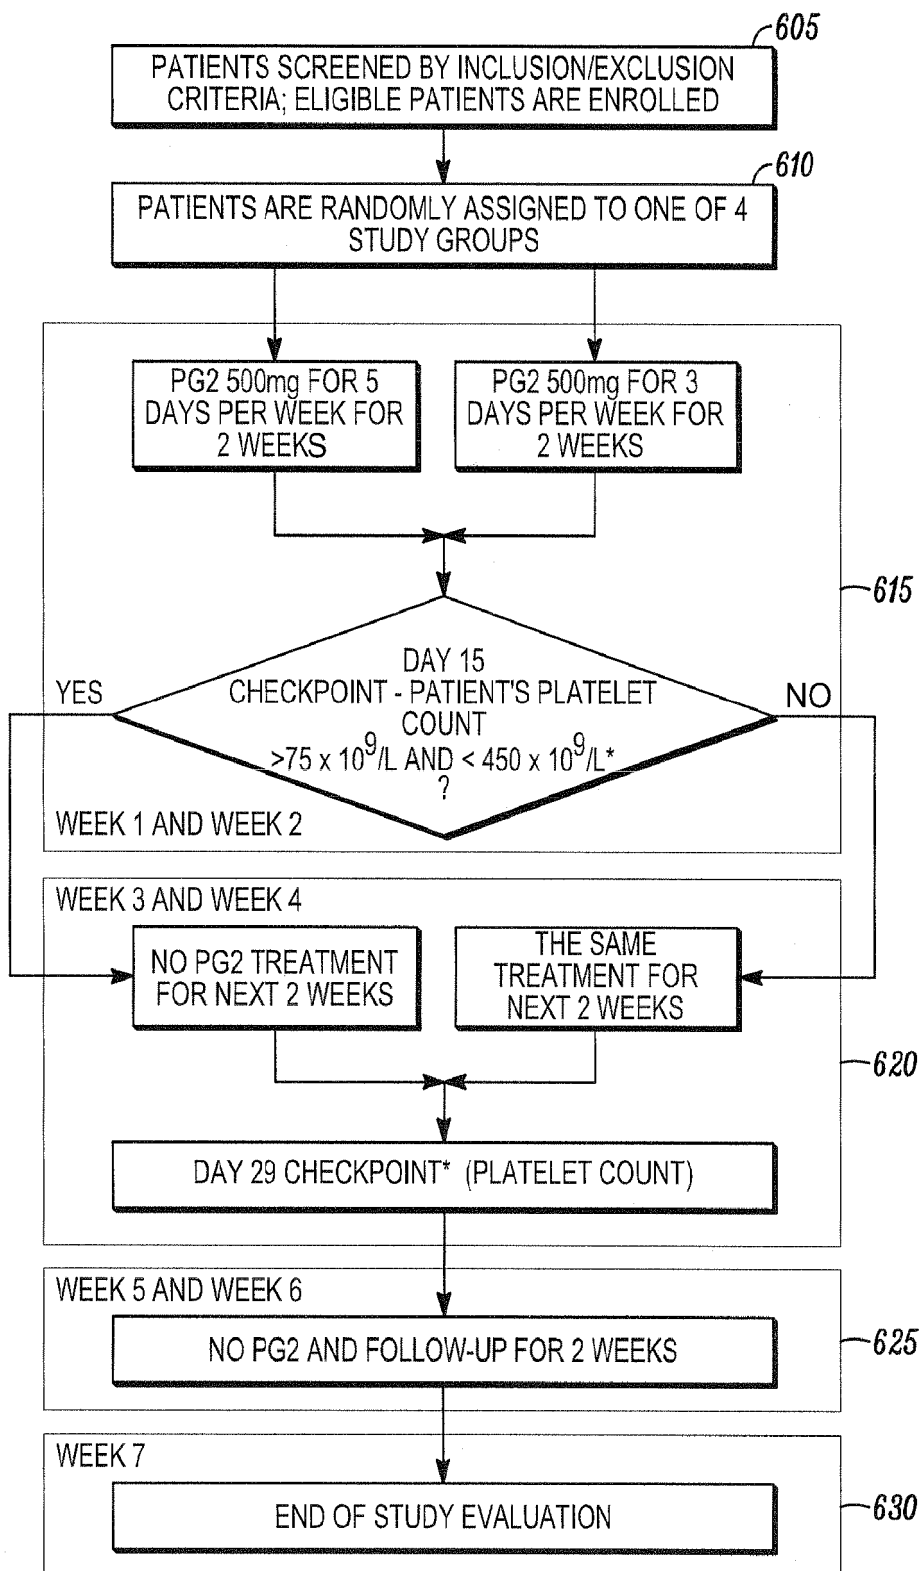 605
PATIENTS SCREENED BY INCLUSION/EXCLUSION
CRITERIA; ELIGIBLE PATIENTS ARE ENROLLED
610
PATIENTS ARE RANDOMLY ASSIGNED TO ONE OF 4
STUDY GROUPS
PG2 500mg FOR 5
DAYS PER WEEK FOR
2 WEEKS
PG2 500mg FOR 3
DAYS PER WEEK FOR
2 WEEKS
615
DAY 15
CHECKPOINT - PATIENT'S PLATELET
COUNT
>75 x 10⁹/L AND < 450 x 10⁹/L*
?
YES
NO
WEEK 1 AND WEEK 2
WEEK 3 AND WEEK 4
NO PG2 TREATMENT
FOR NEXT 2 WEEKS
THE SAME
TREATMENT FOR
NEXT 2 WEEKS
620
DAY 29 CHECKPOINT* (PLATELET COUNT)
WEEK 5 AND WEEK 6
NO PG2 AND FOLLOW-UP FOR 2 WEEKS
625
WEEK 7
END OF STUDY EVALUATION
630